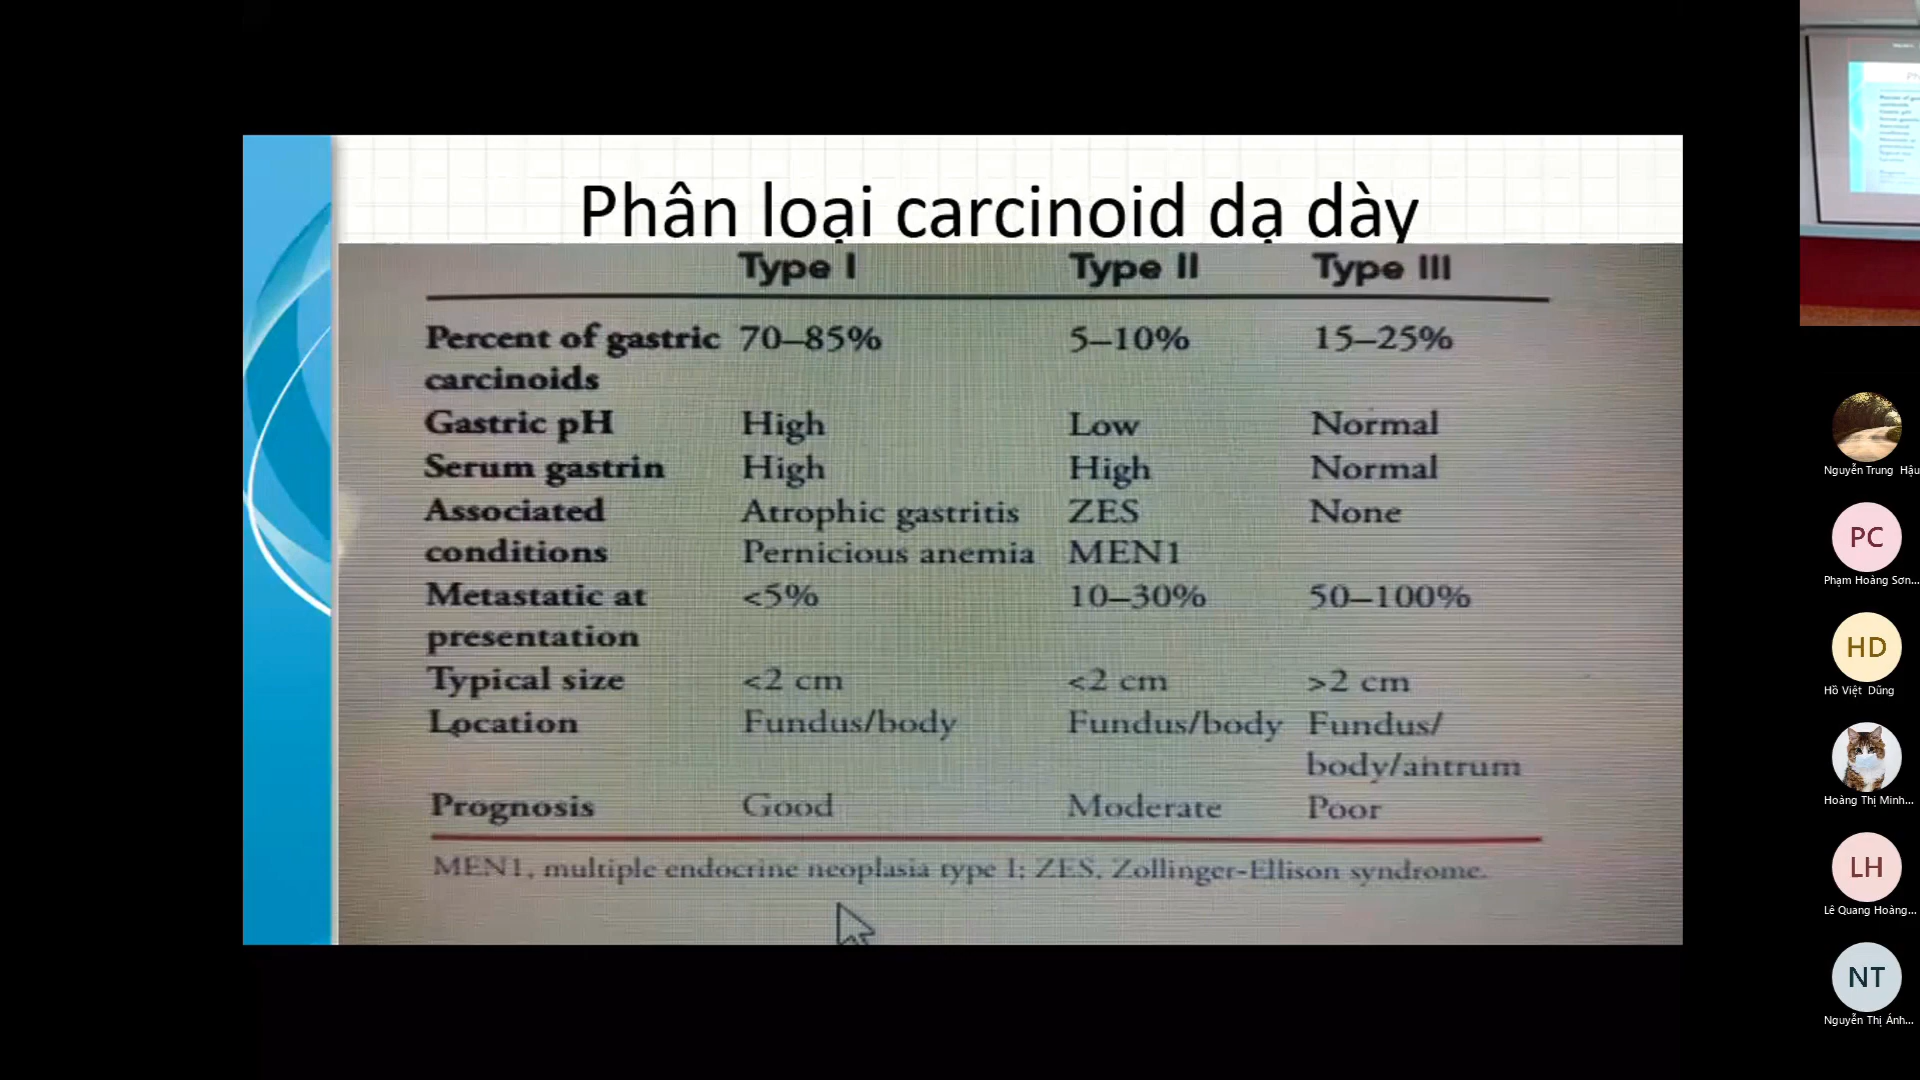 Phân loại carcinoid dạ dày
Type I Type II Type III
Percent of gastric 70–85% 5–10% 15–25%
carcinoids
Gastric pH High Low Normal
Serum gastrin High High Normal
Associated Atrophic gastritis ZES None
conditions Pernicious anemia MEN1
Metastatic at <5% 10–30% 50–100%
presentation
Typical size <2 cm <2 cm >2 cm
Location Fundus/body Fundus/body Fundus/
body/antrum
Prognosis Good Moderate Poor
MEN1, multiple endocrine neoplasia type I; ZES, Zollinger-Ellison syndrome.
Nguyễn Trung Hậu
PC
Phạm Hoàng Sơn...
HD
Hồ Việt Dũng
Hoàng Thị Minh...
LH
Lê Quang Hoàng...
NT
Nguyễn Thị Ánh...